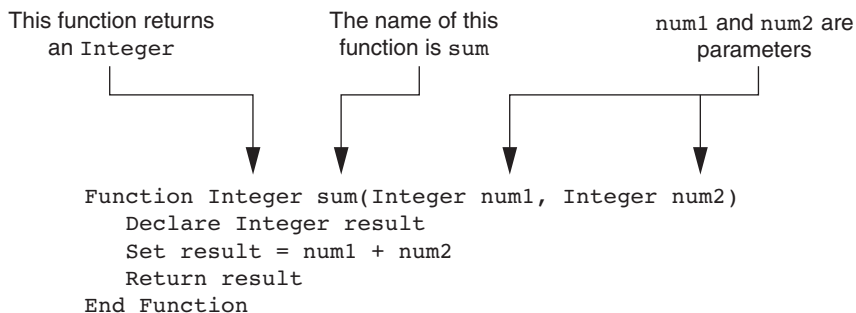 This function returns
an Integer
The name of this
function is sum
num1 and num2 are
parameters
Function Integer sum(Integer num1, Integer num2)
   Declare Integer result
   Set result = num1 + num2
   Return result
End Function